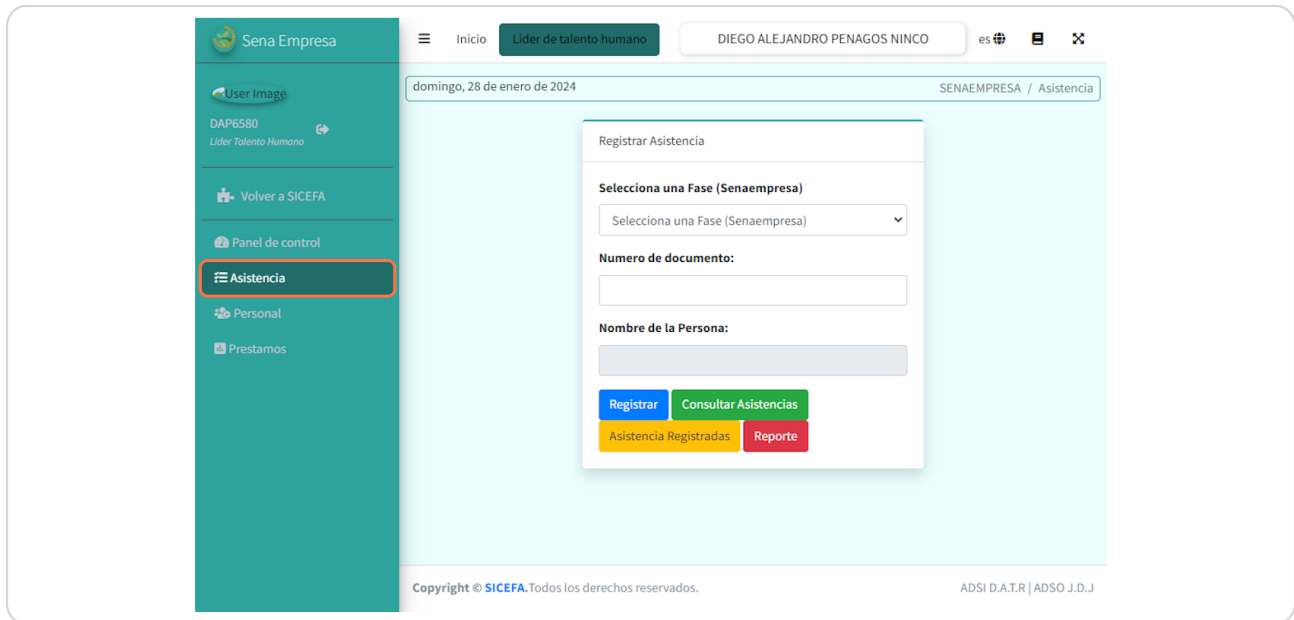 Sena Empresa
Inicio
Lider de talento humano
DIEGO ALEJANDRO PENAGOS NINCO
es
User Image
DAP6580
Lider Talento Humano
Volver a SICEFA
Panel de control
Asistencia
Personal
Prestamos
domingo, 28 de enero de 2024
SENAEMPRESA / Asistencia
Registrar Asistencia
Selecciona una Fase (Senaempresa)
Selecciona una Fase (Senaempresa)
Numero de documento:
Nombre de la Persona:
Registrar
Consultar Asistencias
Asistencia Registradas
Reporte
Copyright © SICEFA.Todos los derechos reservados.
ADSI D.A.T.R | ADSO J.D.J